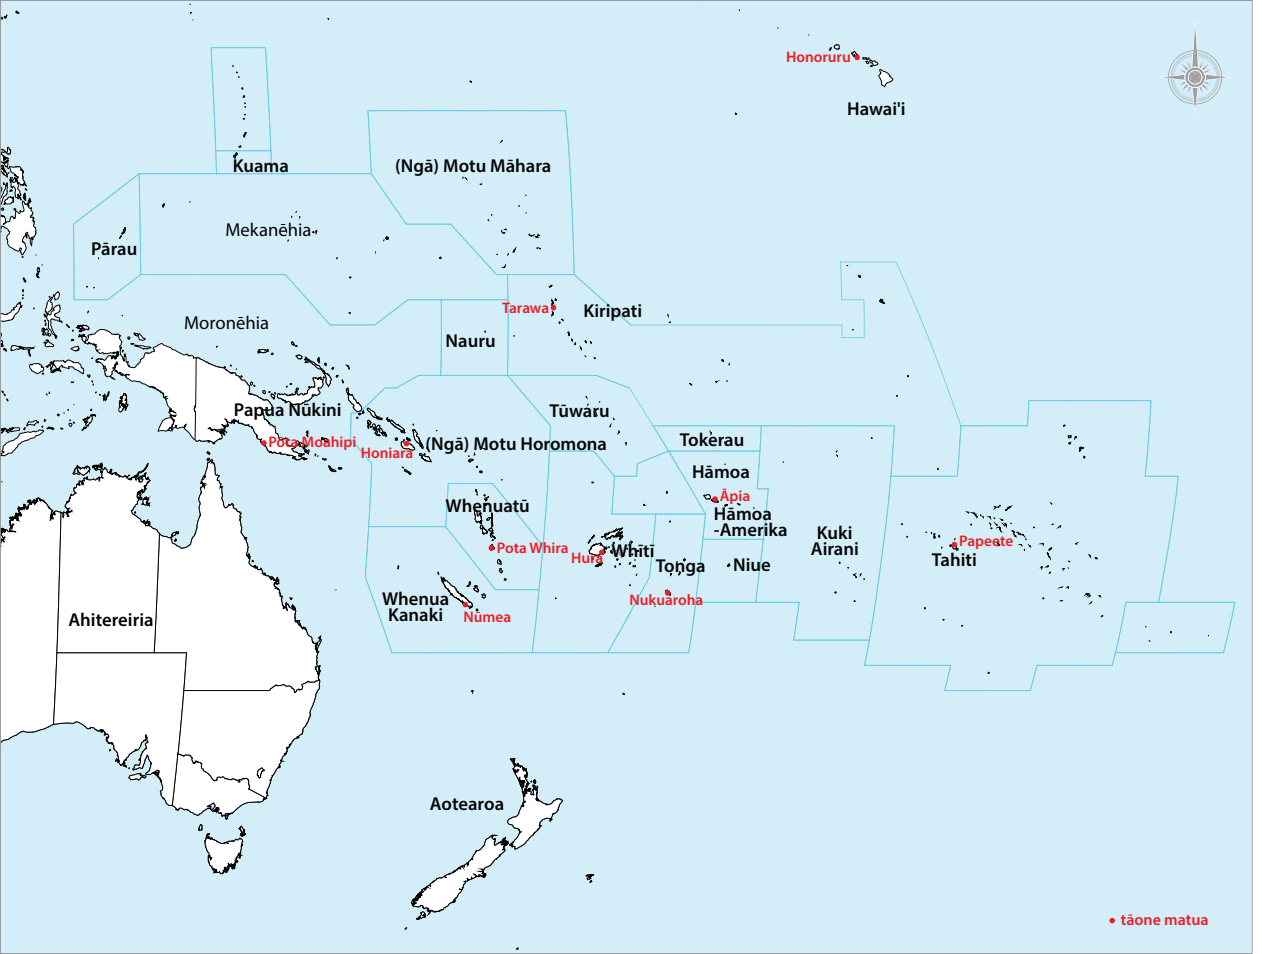 Honoruru
Hawai'i
Kuama
(Ngā) Motu Māhara
Mekanēhia
Pārau
Tarawa
Kiripati
Moronēhia
Nauru
Papua Nūkini
Tūwaru
Pota Moahipi
(Ngā) Motu Horomona
Honiara
Tokerau
Hāmoa
Āpia
Whenuatū
Hāmoa
-Amerika
Kuki
Airani
Pota Whira
Hura
Whītī
Tonga
Niue
Papeete
Tahiti
Whenua
Kanaki
Nūmea
Nukuaroha
Ahitereiria
Aotearoa
tāone matua